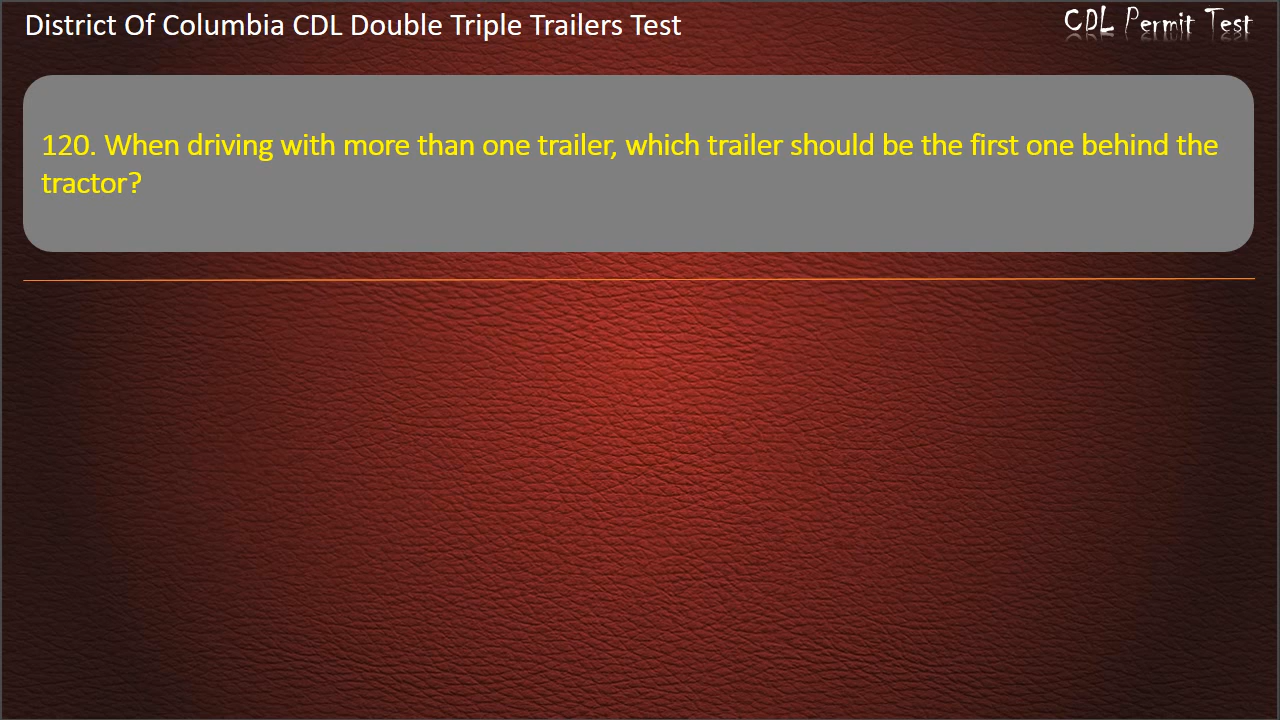 District Of Columbia CDL Double Triple Trailers Test
CDL Permit Test
120. When driving with more than one trailer, which trailer should be the first one behind the
tractor?